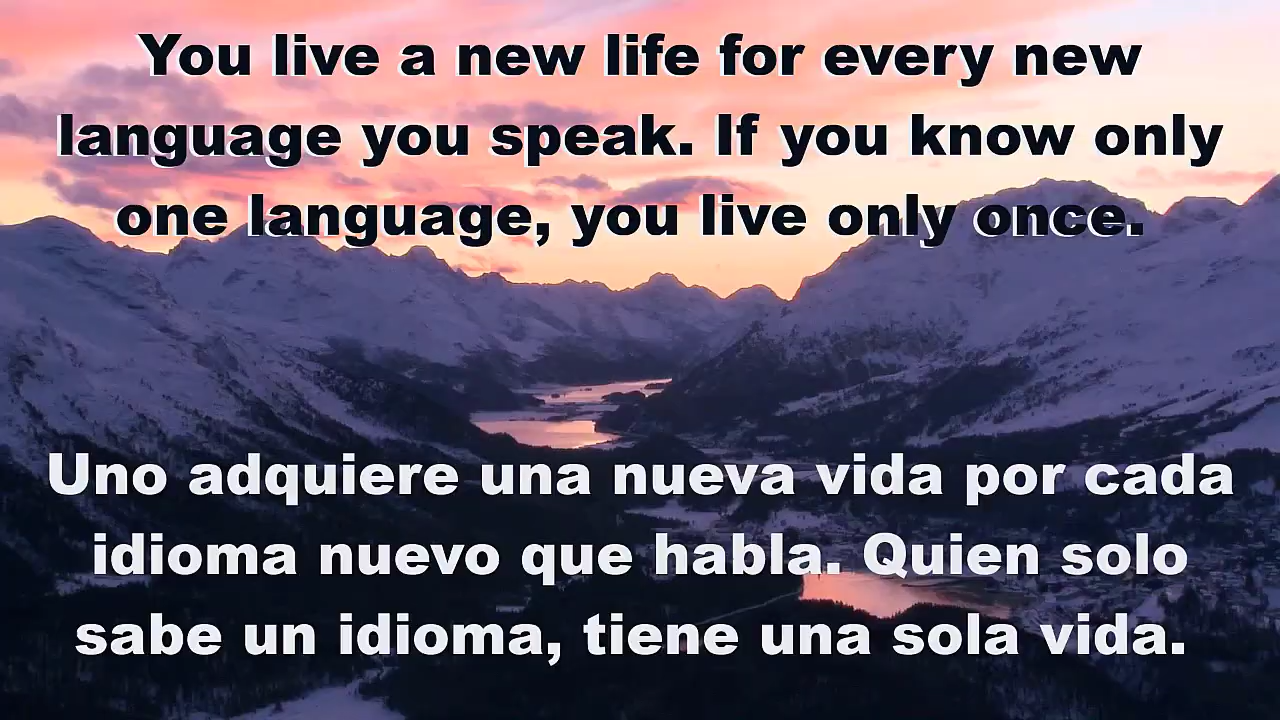 You live a new life for every new
language you speak. If you know only
one language, you live only once.
Uno adquiere una nueva vida por cada
idioma nuevo que habla. Quien solo
sabe un idioma, tiene una sola vida.